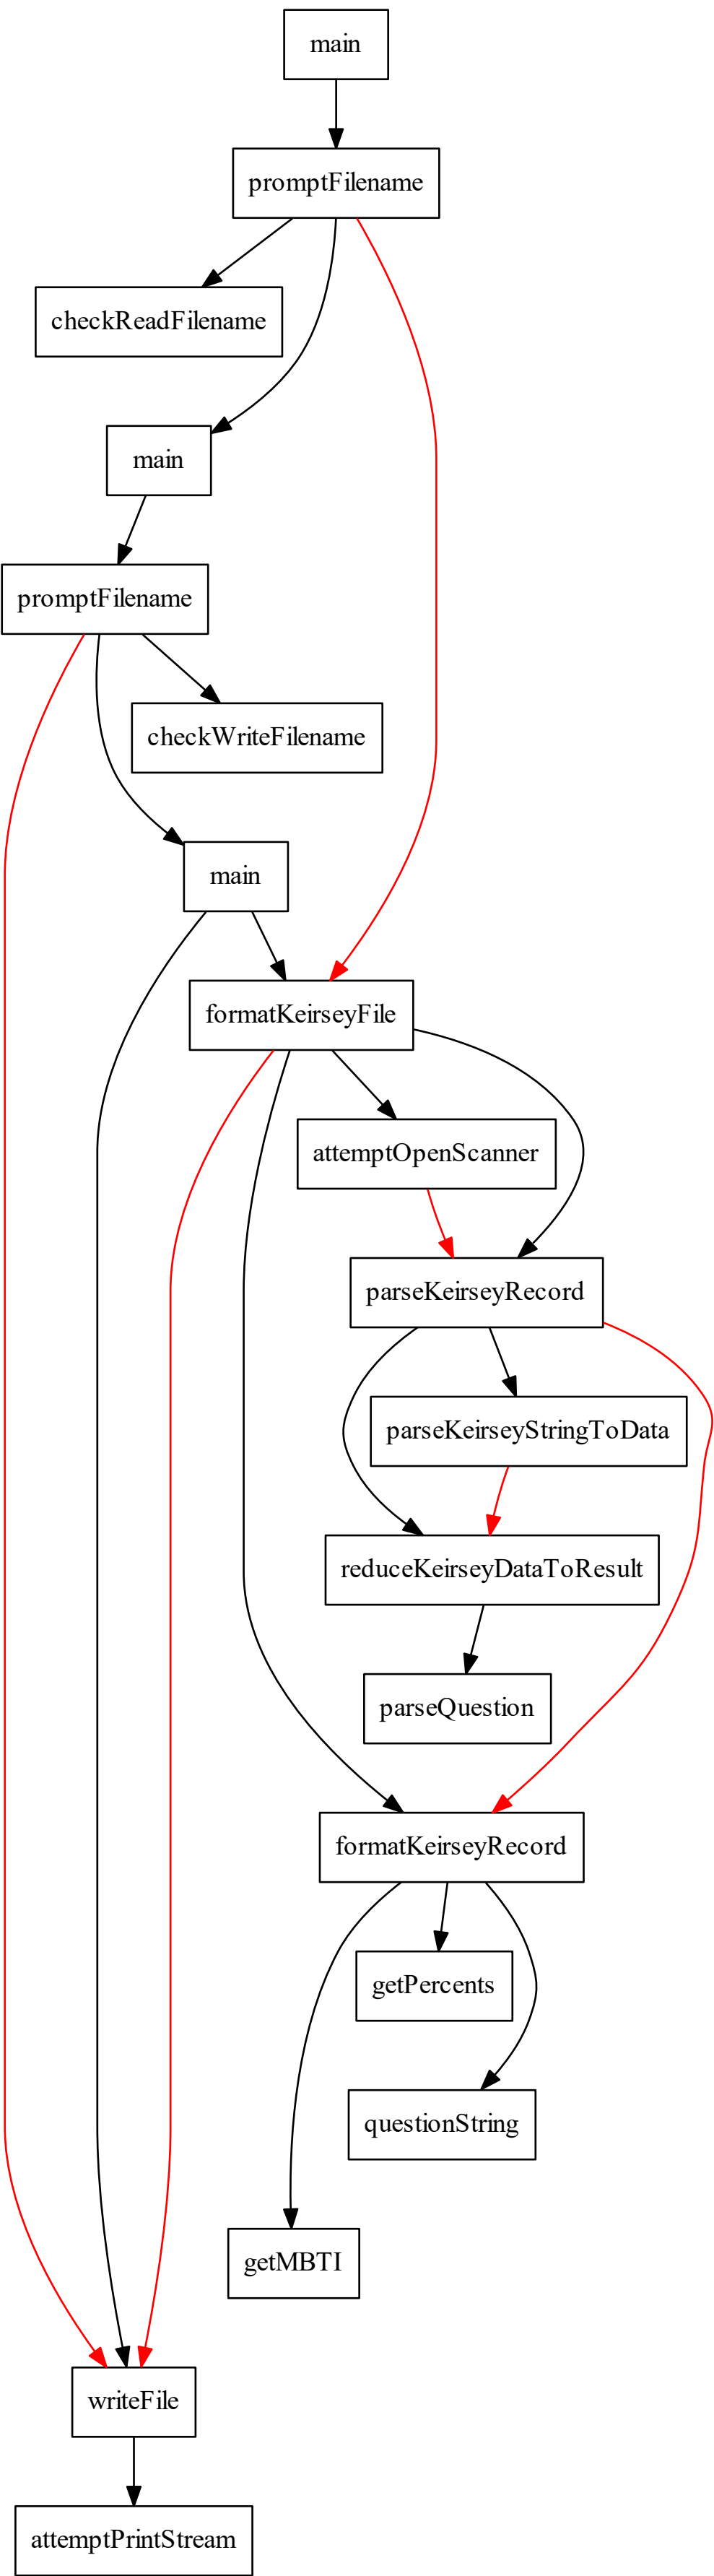 main
promptFilename
checkReadFilename
main
promptFilename
checkWriteFilename
main
formatKeirseyFile
attemptOpenScanner
parseKeirseyRecord
parseKeirseyStringToData
reduceKeirseyDataToResult
parseQuestion
formatKeirseyRecord
getPercents
questionString
getMBTI
writeFile
attemptPrintStream